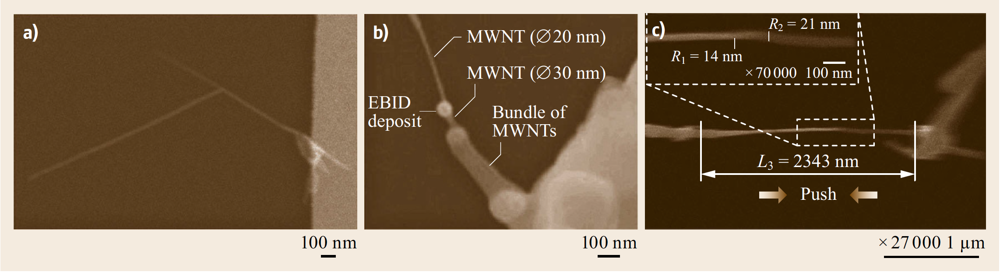 a)
100 nm
b)
MWNT (∅20 nm)
MWNT (∅30 nm)
EBID
deposit
Bundle of
MWNTs
100 nm
c)
R₂ = 21 nm
R₁ = 14 nm
×70 000 100 nm
L₃ = 2343 nm
Push
×27 000 1 µm